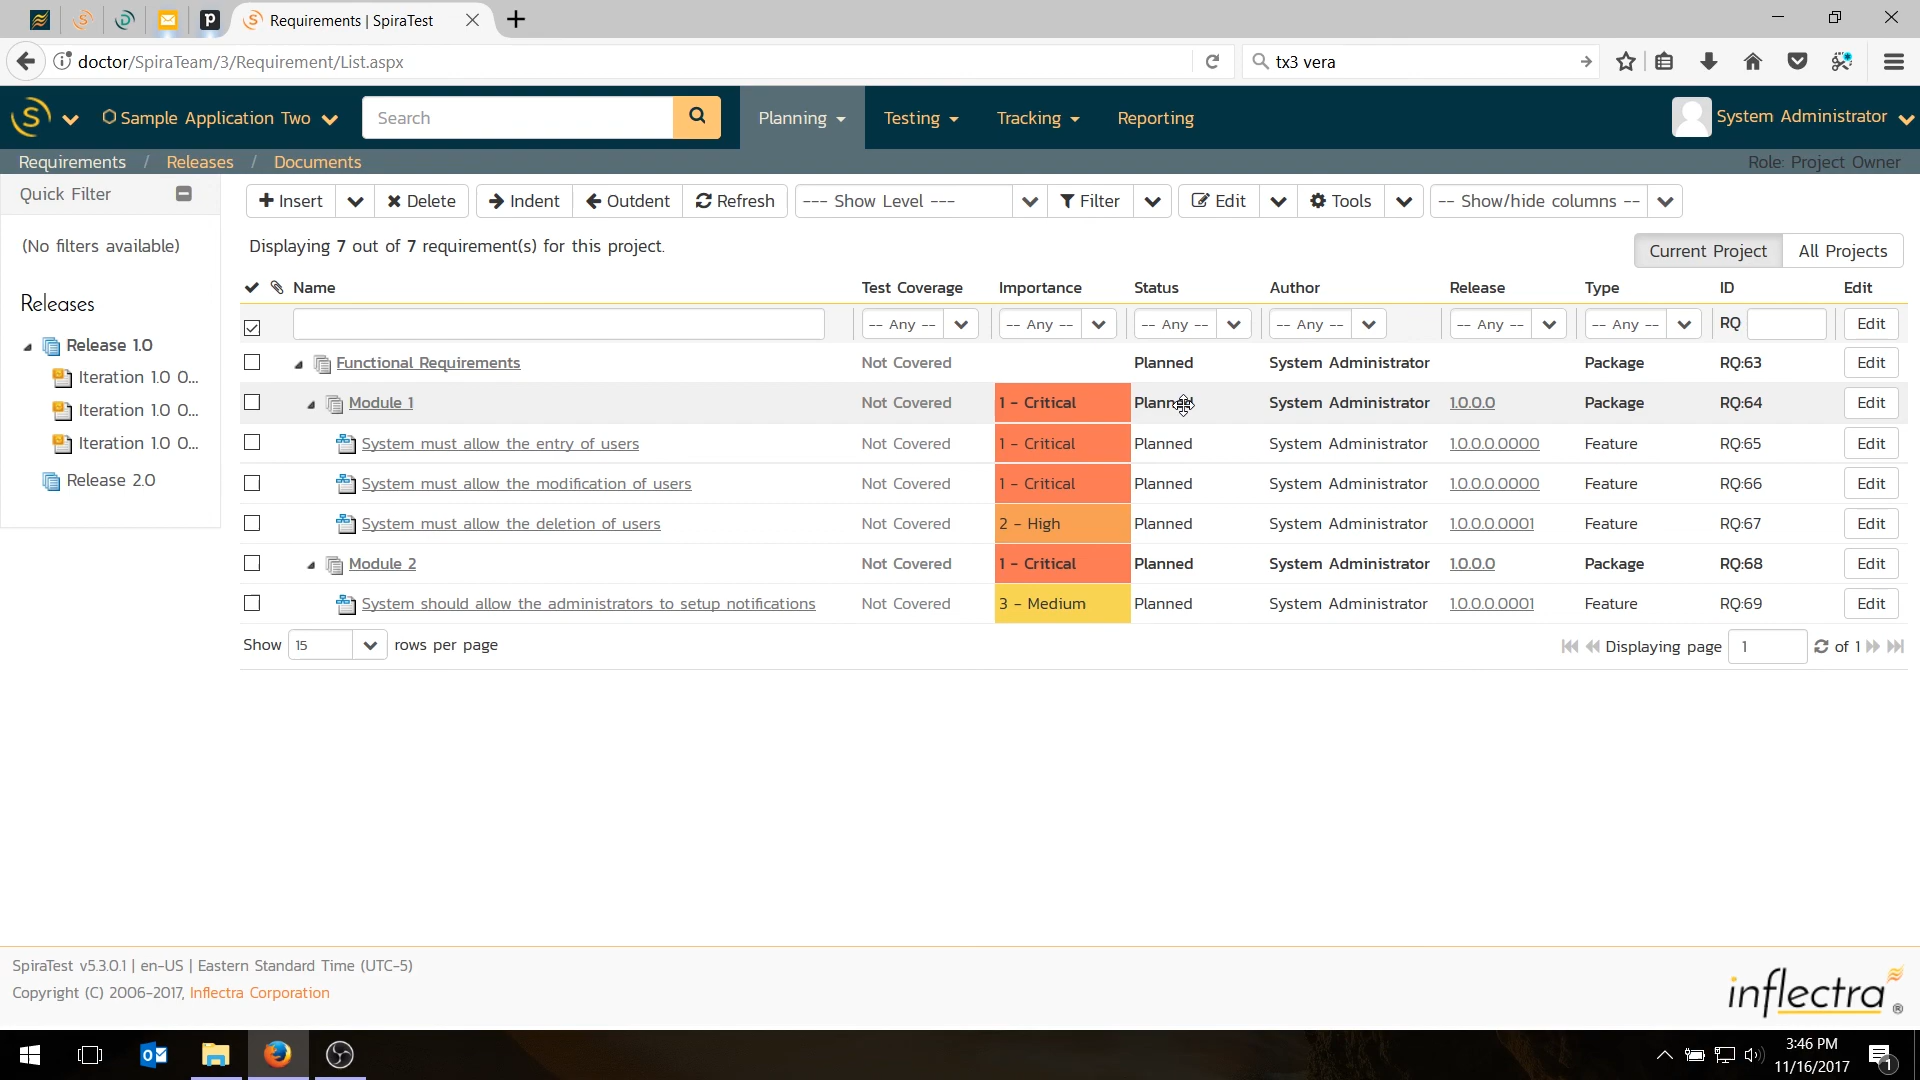 Requirements | SpiraTest
doctor/SpiraTeam/3/Requirement/List.aspx
tx3 vera
Sample Application Two
Search
Planning
Testing
Tracking
Reporting
System Administrator
Requirements / Releases / Documents
Role: Project Owner
Quick Filter
(No filters available)
Releases
Release 1.0
Iteration 1.0 0...
Iteration 1.0 0...
Iteration 1.0 0...
Release 2.0
Insert Delete Indent Outdent Refresh --- Show Level --- Filter Edit Tools -- Show/hide columns --
Displaying 7 out of 7 requirement(s) for this project.
Current Project All Projects
Name Test Coverage Importance Status Author Release Type ID Edit
-- Any -- -- Any -- -- Any -- -- Any -- -- Any -- -- Any -- RQ Edit
Functional Requirements Not Covered Planned System Administrator Package RQ:63 Edit
Module 1 Not Covered 1 - Critical Planned System Administrator 1.0.0.0 Package RQ:64 Edit
System must allow the entry of users Not Covered 1 - Critical Planned System Administrator 1.0.0.0.0000 Feature RQ:65 Edit
System must allow the modification of users Not Covered 1 - Critical Planned System Administrator 1.0.0.0.0000 Feature RQ:66 Edit
System must allow the deletion of users Not Covered 2 - High Planned System Administrator 1.0.0.0.0001 Feature RQ:67 Edit
Module 2 Not Covered 1 - Critical Planned System Administrator 1.0.0.0 Package RQ:68 Edit
System should allow the administrators to setup notifications Not Covered 3 - Medium Planned System Administrator 1.0.0.0.0001 Feature RQ:69 Edit
Show 15 rows per page
Displaying page 1 of 1
SpiraTest v5.3.0.1 | en-US | Eastern Standard Time (UTC-5)
Copyright (C) 2006-2017, Inflectra Corporation
inflectra®
3:46 PM
11/16/2017
1